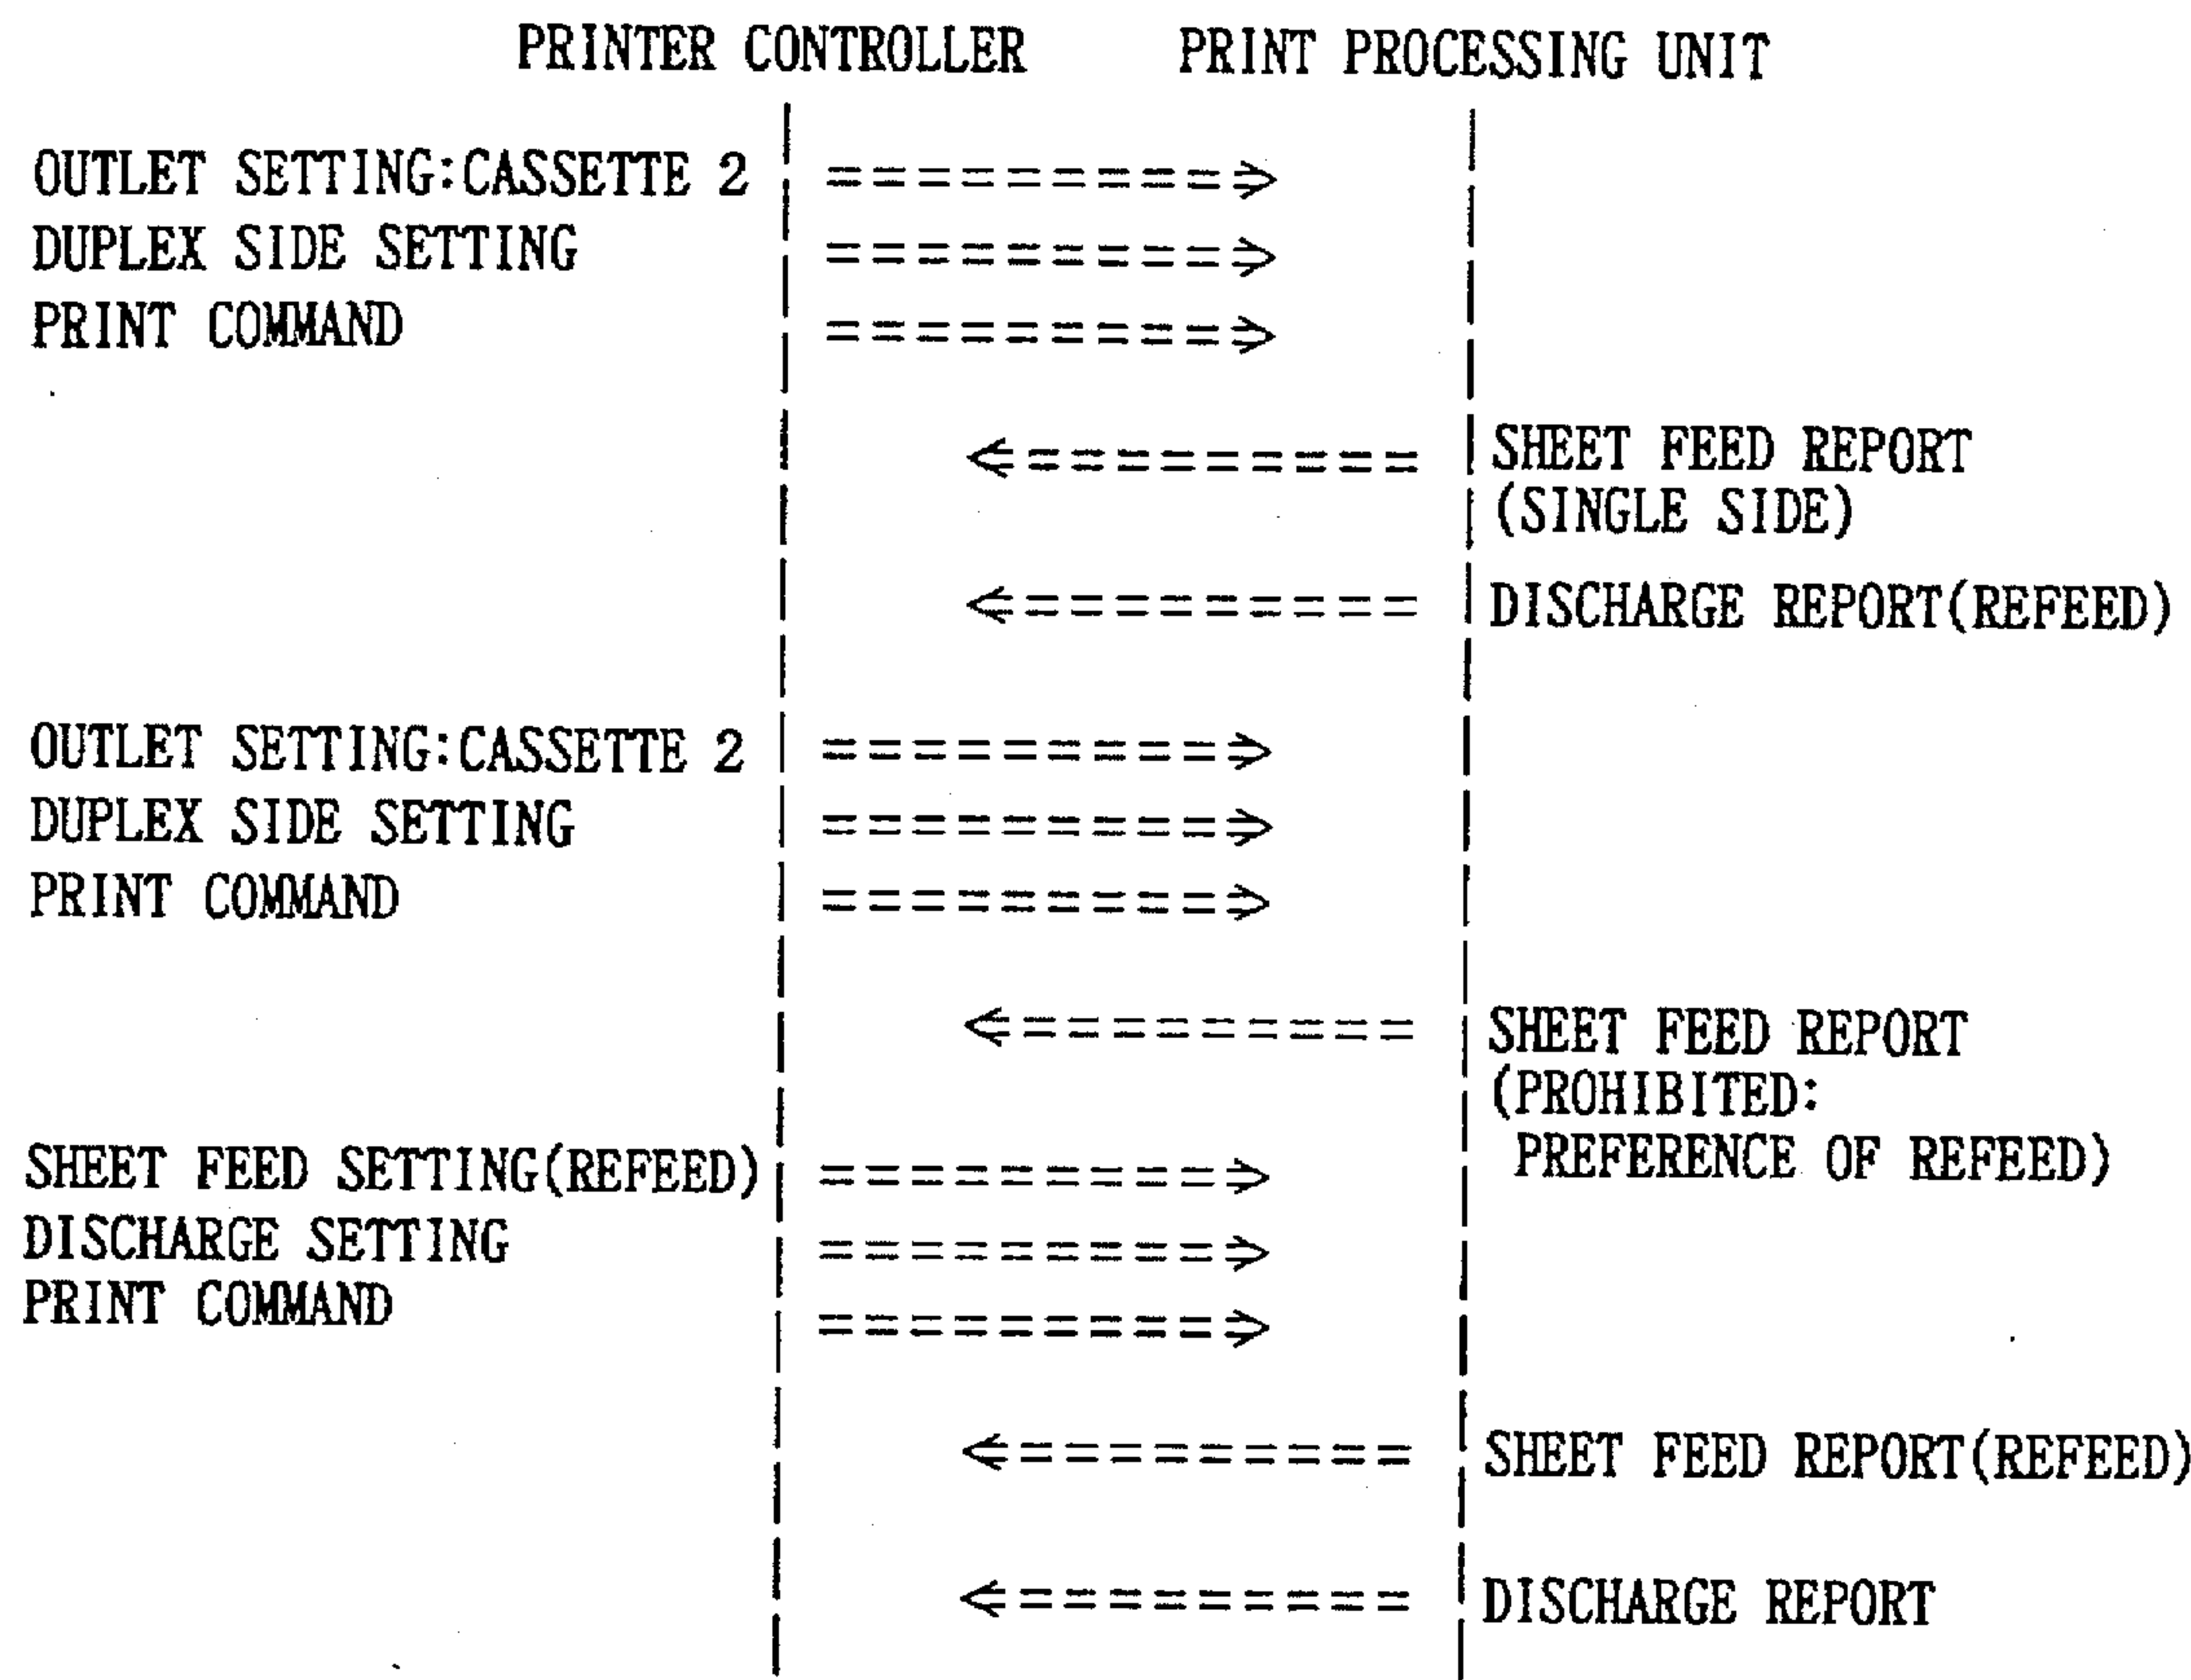 PRINTER CONTROLLER PRINT PROCESSING UNIT
OUTLET SETTING:CASSETTE 2
DUPLEX SIDE SETTING
PRINT COMMAND
SHEET FEED REPORT
(SINGLE SIDE)
DISCHARGE REPORT(REFEED)
OUTLET SETTING:CASSETTE 2
DUPLEX SIDE SETTING
PRINT COMMAND
SHEET FEED REPORT
(PROHIBITED:
PREFERENCE OF REFEED)
SHEET FEED SETTING(REFEED)
DISCHARGE SETTING
PRINT COMMAND
SHEET FEED REPORT(REFEED)
DISCHARGE REPORT